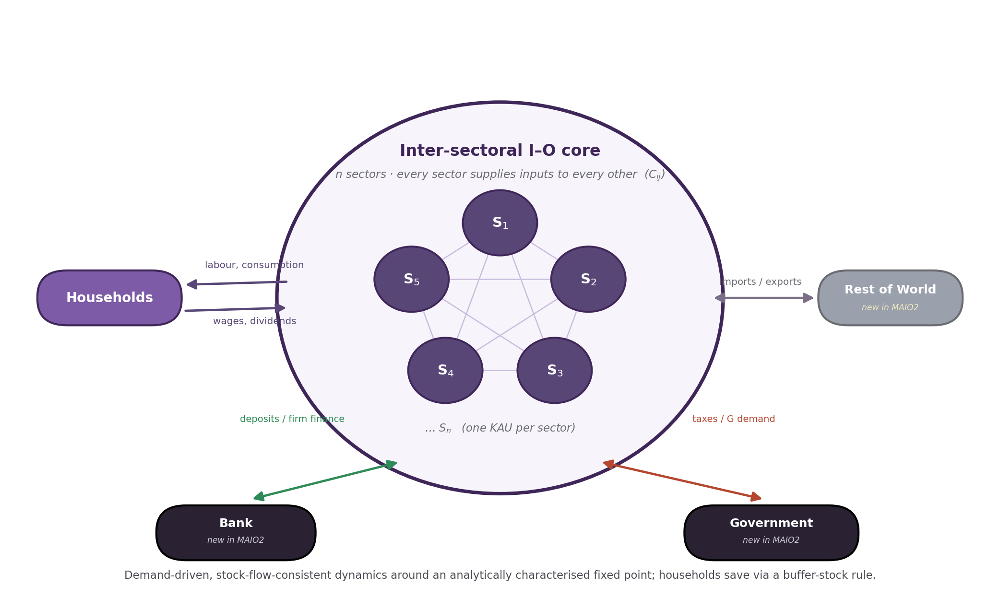 Inter-sectoral I–O core
n sectors · every sector supplies inputs to every other (Cij)
S1
S5
S2
S4
S3
... Sn (one KAU per sector)
labour, consumption
Households
wages, dividends
imports / exports
Rest of World
new in MAIO2
deposits / firm finance
taxes / G demand
Bank
new in MAIO2
Government
new in MAIO2
Demand-driven, stock-flow-consistent dynamics around an analytically characterised fixed point; households save via a buffer-stock rule.